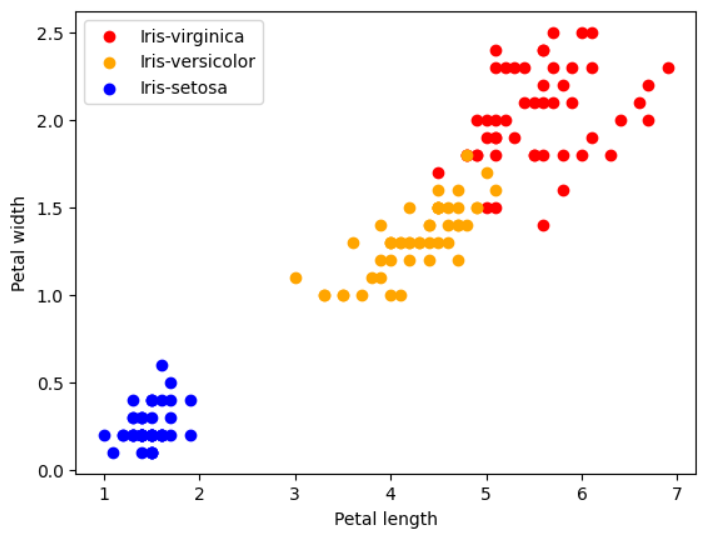 2.5
2.0
1.5
1.0
0.5
0.0
Petal width
Iris-virginica
Iris-versicolor
Iris-setosa
1 2 3 4 5 6 7
Petal length